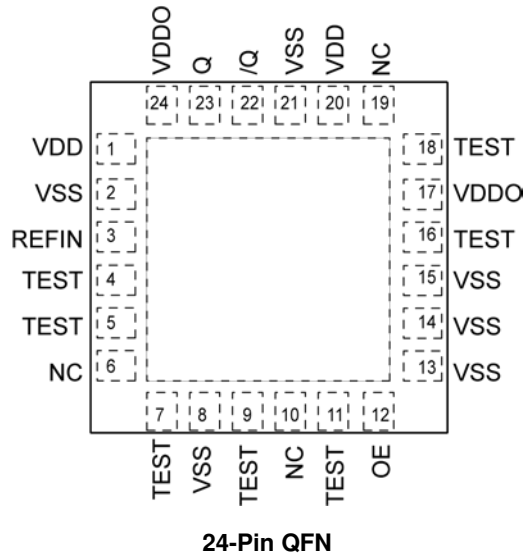 VDDO Q /Q VSS VDD NC
24 23 22 21 20 19
VDD 1 18 TEST
VSS 2 17 VDDO
REFIN 3 16 TEST
TEST 4 15 VSS
TEST 5 14 VSS
NC 6 13 VSS
7 8 9 10 11 12
TEST VSS TEST NC TEST OE
24-Pin QFN